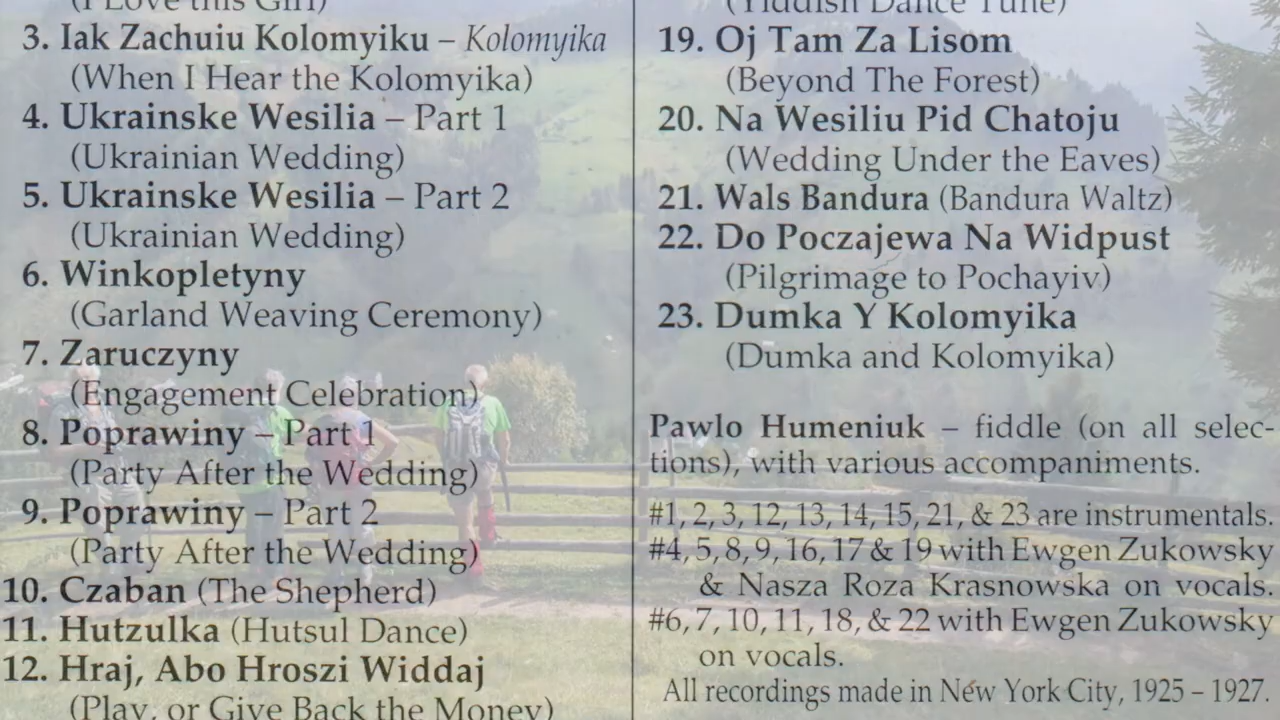 (I Love this Girl)
3. Iak Zachuiu Kolomyiku – Kolomyika
(When I Hear the Kolomyika)
4. Ukrainske Wesilia – Part 1
(Ukrainian Wedding)
5. Ukrainske Wesilia – Part 2
(Ukrainian Wedding)
6. Winkopletyny
(Garland Weaving Ceremony)
7. Zaruczyny
(Engagement Celebration)
8. Poprawiny – Part 1
(Party After the Wedding)
9. Poprawiny – Part 2
(Party After the Wedding)
10. Czaban (The Shepherd)
11. Hutzulka (Hutsul Dance)
12. Hraj, Abo Hroszi Widdaj
(Play, or Give Back the Money)
(Yiddish Dance Tune)
19. Oj Tam Za Lisom
(Beyond The Forest)
20. Na Wesiliu Pid Chatoju
(Wedding Under the Eaves)
21. Wals Bandura (Bandura Waltz)
22. Do Poczajewa Na Widpust
(Pilgrimage to Pochayiv)
23. Dumka Y Kolomyika
(Dumka and Kolomyika)
Pawlo Humeniuk – fiddle (on all selec-
tions), with various accompaniments.
#1, 2, 3, 12, 13, 14, 15, 21, & 23 are instrumentals.
#4, 5, 8, 9, 16, 17 & 19 with Ewgen Zukowsky
& Nasza Roza Krasnowska on vocals.
#6, 7, 10, 11, 18, & 22 with Ewgen Zukowsky
on vocals.
All recordings made in New York City, 1925 – 1927.